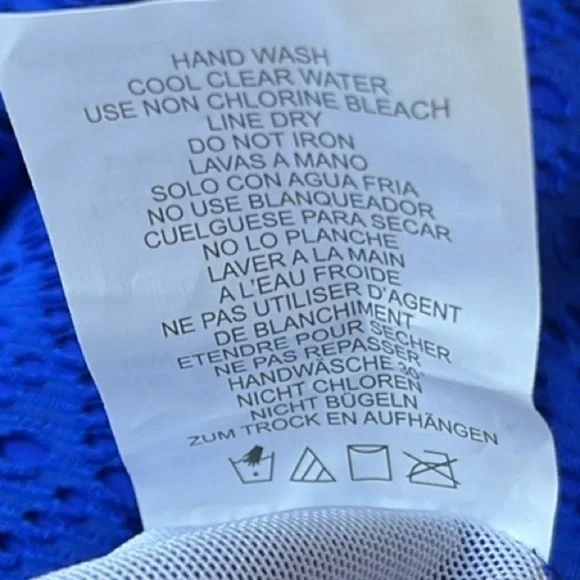 HAND WASH
COOL CLEAR WATER
USE NON CHLORINE BLEACH
LINE DRY
DO NOT IRON
LAVAS A MANO
SOLO CON AGUA FRIA
NO USE BLANQUEADOR
CUELGUESE PARA SECAR
NO LO PLANCHE
LAVER A LA MAIN
A L'EAU FROIDE
NE PAS UTILISER D'AGENT
DE BLANCHIMENT
ETENDRE POUR SECHER
NE PAS REPASSER
HANDWÄSCHE 30°
NICHT CHLOREN
NICHT BÜGELN
ZUM TROCK EN AUFHÄNGEN